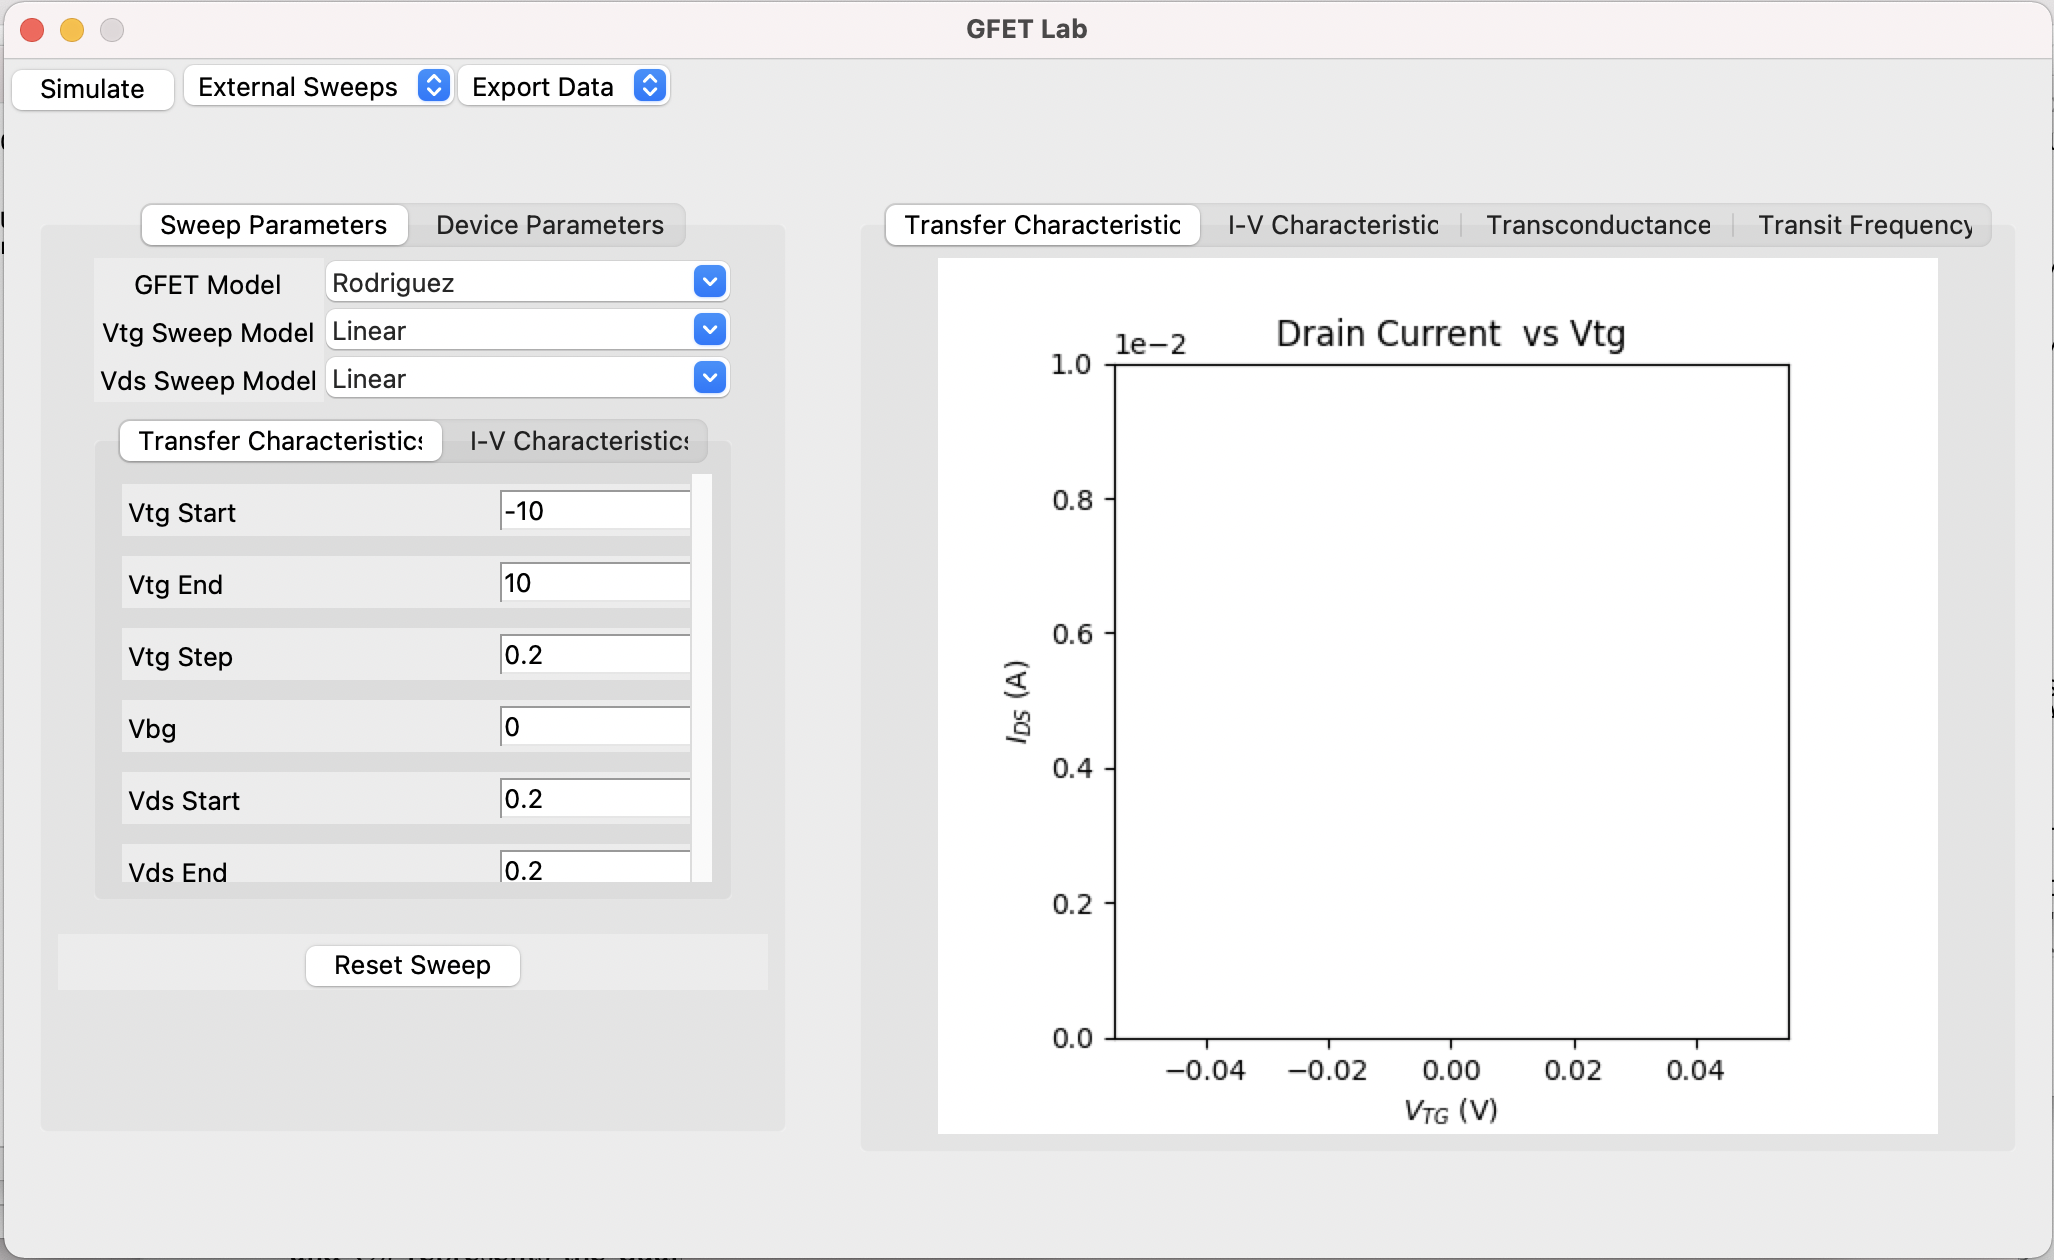 GFET Lab
Simulate External Sweeps Export Data
Sweep Parameters Device Parameters
GFET Model Rodriguez
Vtg Sweep Model Linear
Vds Sweep Model Linear
Transfer Characteristics I-V Characteristics
Vtg Start -10
Vtg End 10
Vtg Step 0.2
Vbg 0
Vds Start 0.2
Vds End 0.2
Reset Sweep
Transfer Characteristic I-V Characteristic Transconductance Transit Frequency
Drain Current vs Vtg
1e−2
1.0
0.8
0.6
0.4
0.2
0.0
I_DS (A)
−0.04 −0.02 0.00 0.02 0.04
V_TG (V)